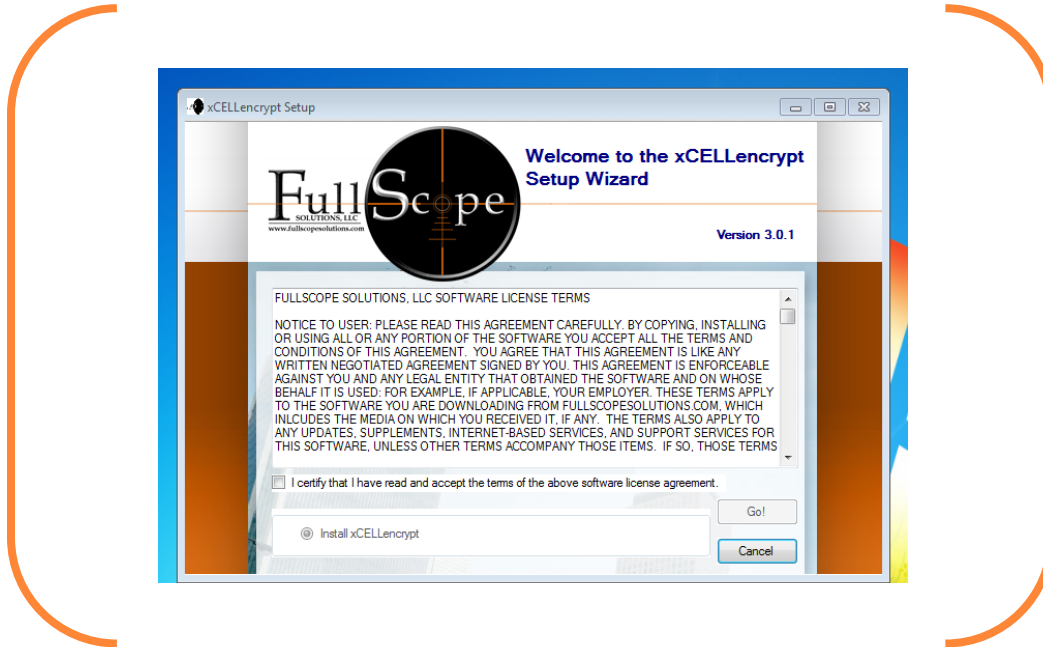 xCELLencrypt Setup
Welcome to the xCELLencrypt
Setup Wizard
FullScope
SOLUTIONS, LLC
www.fullscopesolutions.com
Version 3.0.1
FULLSCOPE SOLUTIONS, LLC SOFTWARE LICENSE TERMS
NOTICE TO USER: PLEASE READ THIS AGREEMENT CAREFULLY. BY COPYING, INSTALLING
OR USING ALL OR ANY PORTION OF THE SOFTWARE YOU ACCEPT ALL THE TERMS AND
CONDITIONS OF THIS AGREEMENT.  YOU AGREE THAT THIS AGREEMENT IS LIKE ANY
WRITTEN NEGOTIATED AGREEMENT SIGNED BY YOU. THIS AGREEMENT IS ENFORCEABLE
AGAINST YOU AND ANY LEGAL ENTITY THAT OBTAINED THE SOFTWARE AND ON WHOSE
BEHALF IT IS USED: FOR EXAMPLE, IF APPLICABLE, YOUR EMPLOYER. THESE TERMS APPLY
TO THE SOFTWARE YOU ARE DOWNLOADING FROM FULLSCOPESOLUTIONS.COM, WHICH
INLCUDES THE MEDIA ON WHICH YOU RECEIVED IT, IF ANY.  THE TERMS ALSO APPLY TO
ANY UPDATES, SUPPLEMENTS, INTERNET-BASED SERVICES, AND SUPPORT SERVICES FOR
THIS SOFTWARE, UNLESS OTHER TERMS ACCOMPANY THOSE ITEMS.  IF SO, THOSE TERMS
I certify that I have read and accept the terms of the above software license agreement.
Go!
Install xCELLencrypt
Cancel